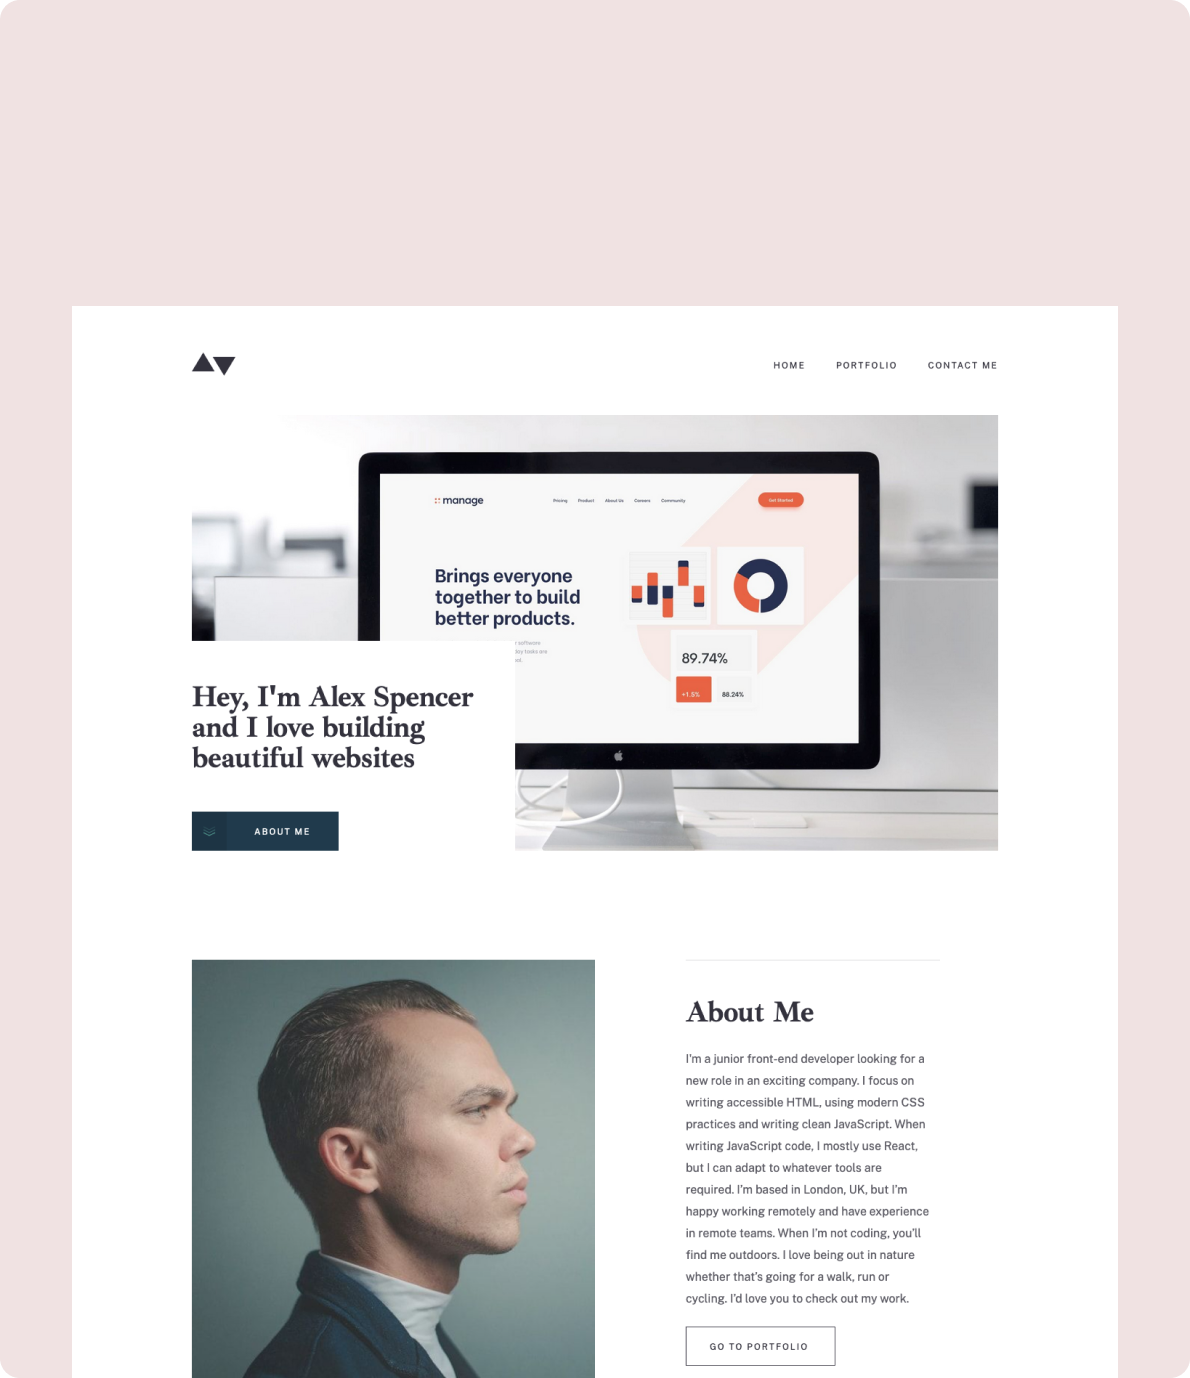 HOME PORTFOLIO CONTACT ME
manage
Pricing Product About Us Careers Community
Get Started
Brings everyone
together to build
better products.
software
day tasks are
89.74%
+1.5% 88.24%
Hey, I'm Alex Spencer
and I love building
beautiful websites
ABOUT ME
About Me
I'm a junior front-end developer looking for a
new role in an exciting company. I focus on
writing accessible HTML, using modern CSS
practices and writing clean JavaScript. When
writing JavaScript code, I mostly use React,
but I can adapt to whatever tools are
required. I’m based in London, UK, but I’m
happy working remotely and have experience
in remote teams. When I’m not coding, you’ll
find me outdoors. I love being out in nature
whether that’s going for a walk, run or
cycling. I’d love you to check out my work.
GO TO PORTFOLIO